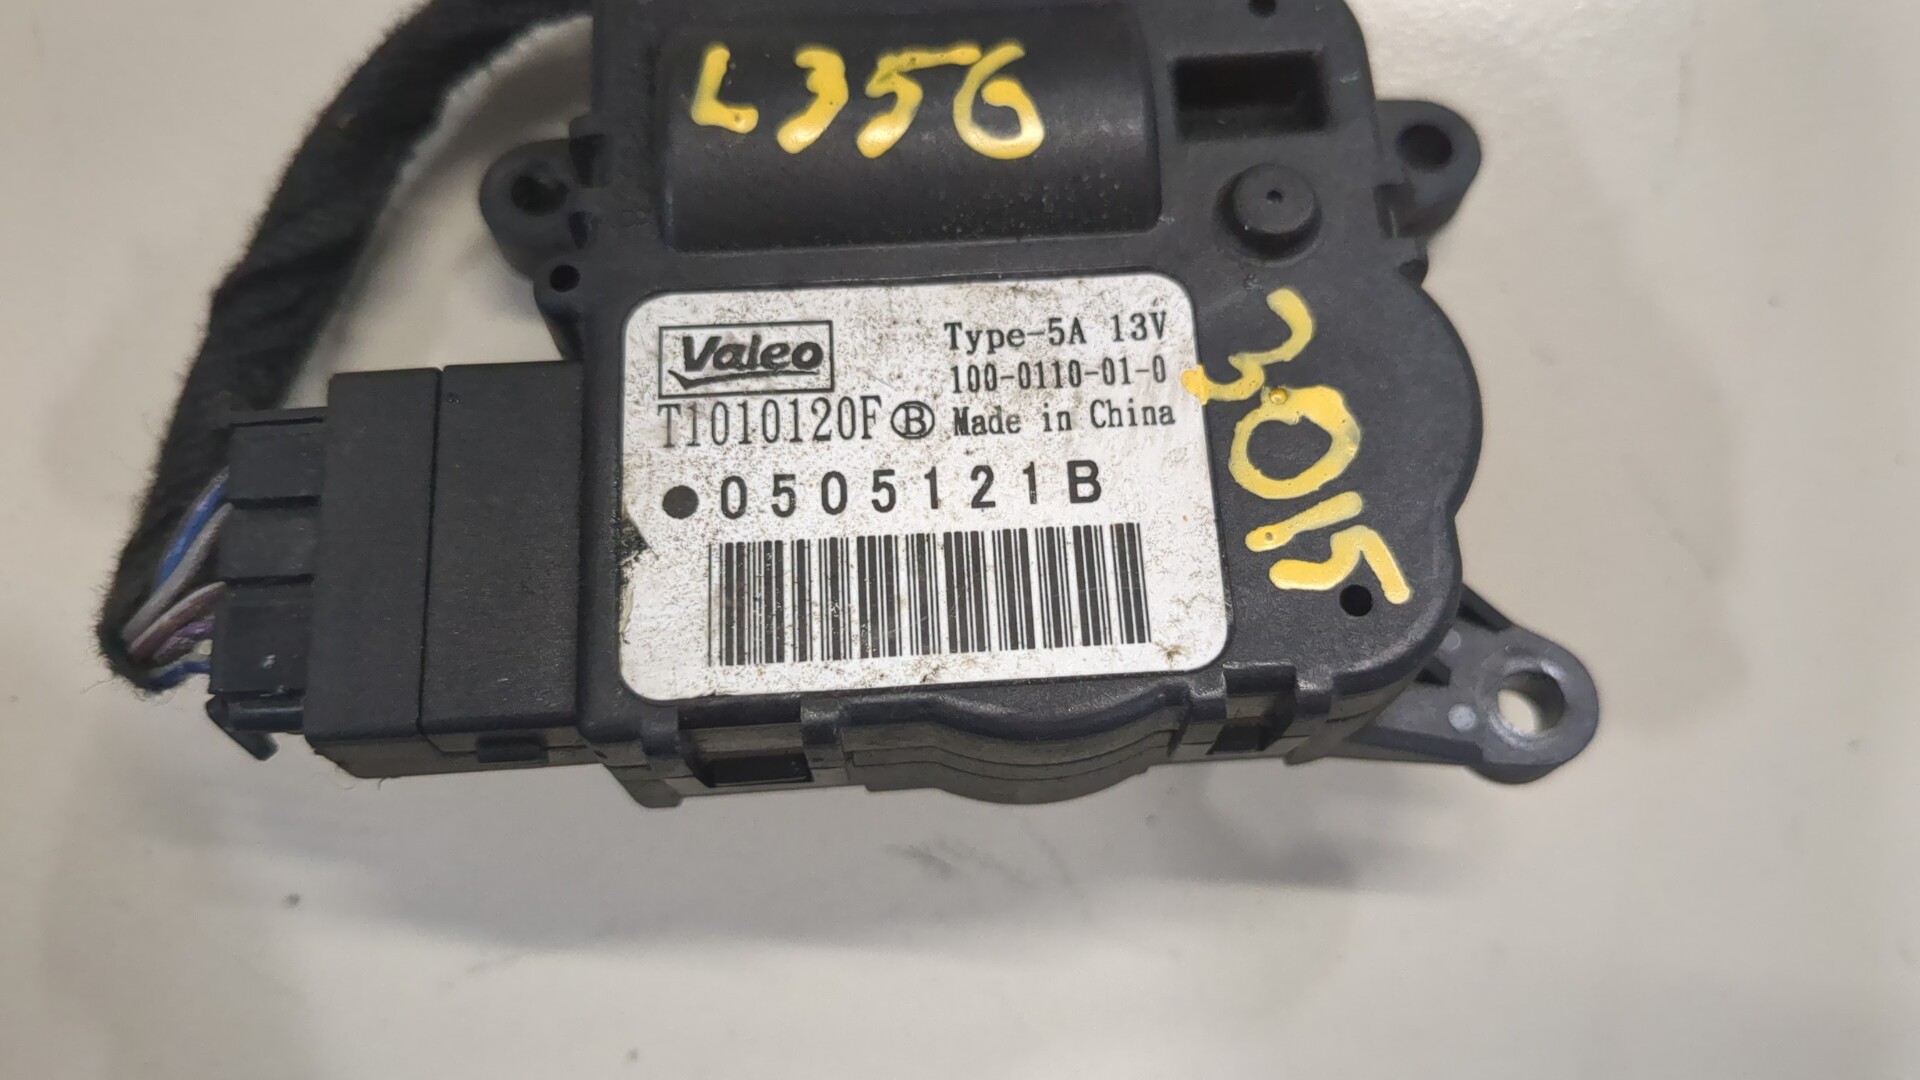 L356
Valeo
Type-5A 13V
100-0110-01-0
T1010120F Ⓑ Made in China
●0505121B
3015